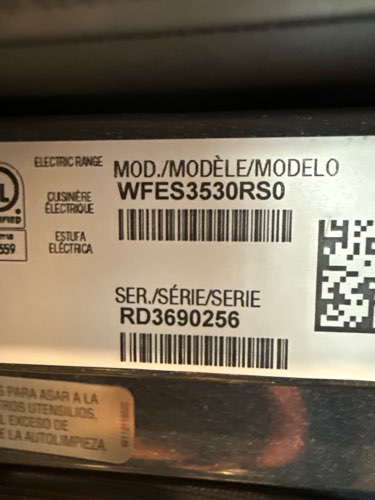 ELECTRIC RANGE
MOD./MODÈLE/MODELO
WFES3530RS0
CUISINIÈRE
ÉLECTRIQUE
ESTUFA
ELÉCTRICA
SER./SÉRIE/SERIE
RD3690256
PARA ASAR A LA
TROS UTENSILIOS,
EXCESO DE
E LA AUTOLIMPIEZA